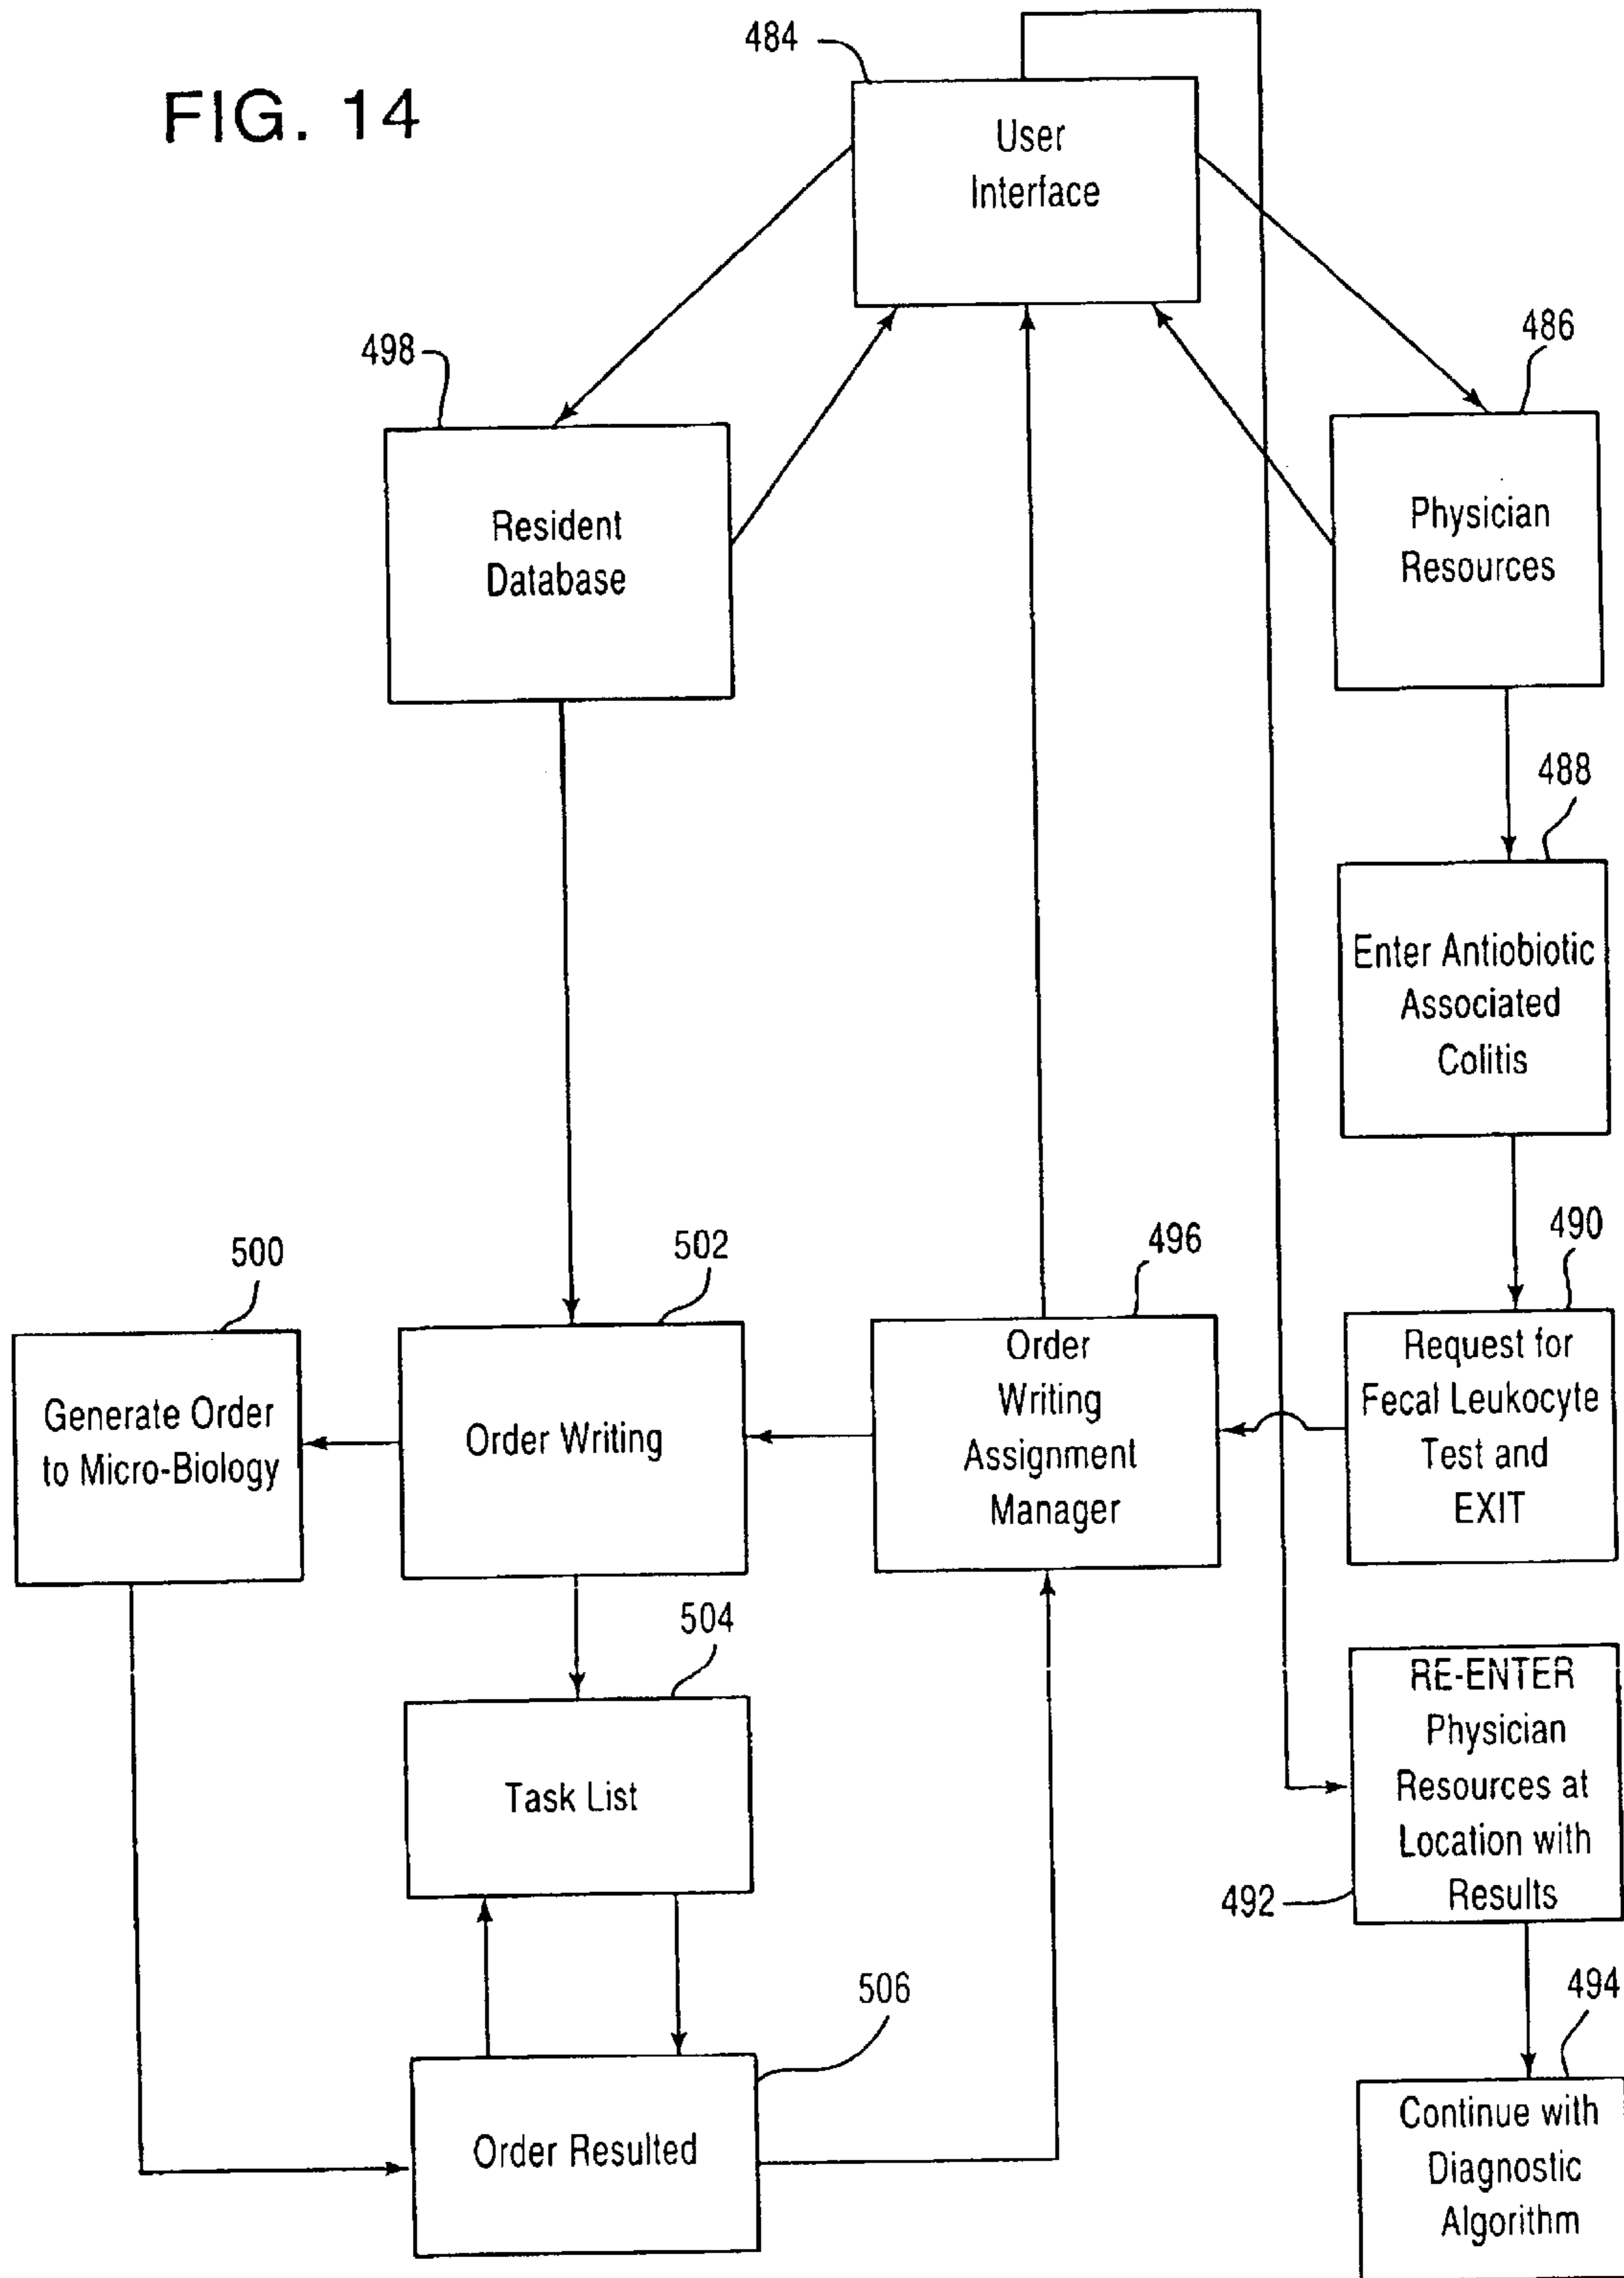 FIG. 14
484
User
Interface
498
486
Resident
Database
Physician
Resources
488
Enter Antiobiotic
Associated
Colitis
500
502
496
490
Generate Order
to Micro-Biology
Order Writing
Order
Writing
Assignment
Manager
Request for
Fecal Leukocyte
Test and
EXIT
504
Task List
RE-ENTER
Physician
Resources at
Location with
Results
492
506
494
Order Resulted
Continue with
Diagnostic
Algorithm